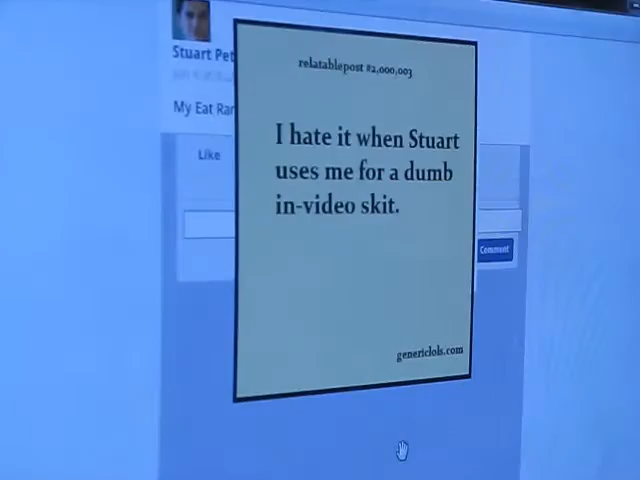 Stuart Pet
My Eat Rar
Like
Comment
relatablepost #2,000,003
I hate it when Stuart
uses me for a dumb
in-video skit.
genericlols.com